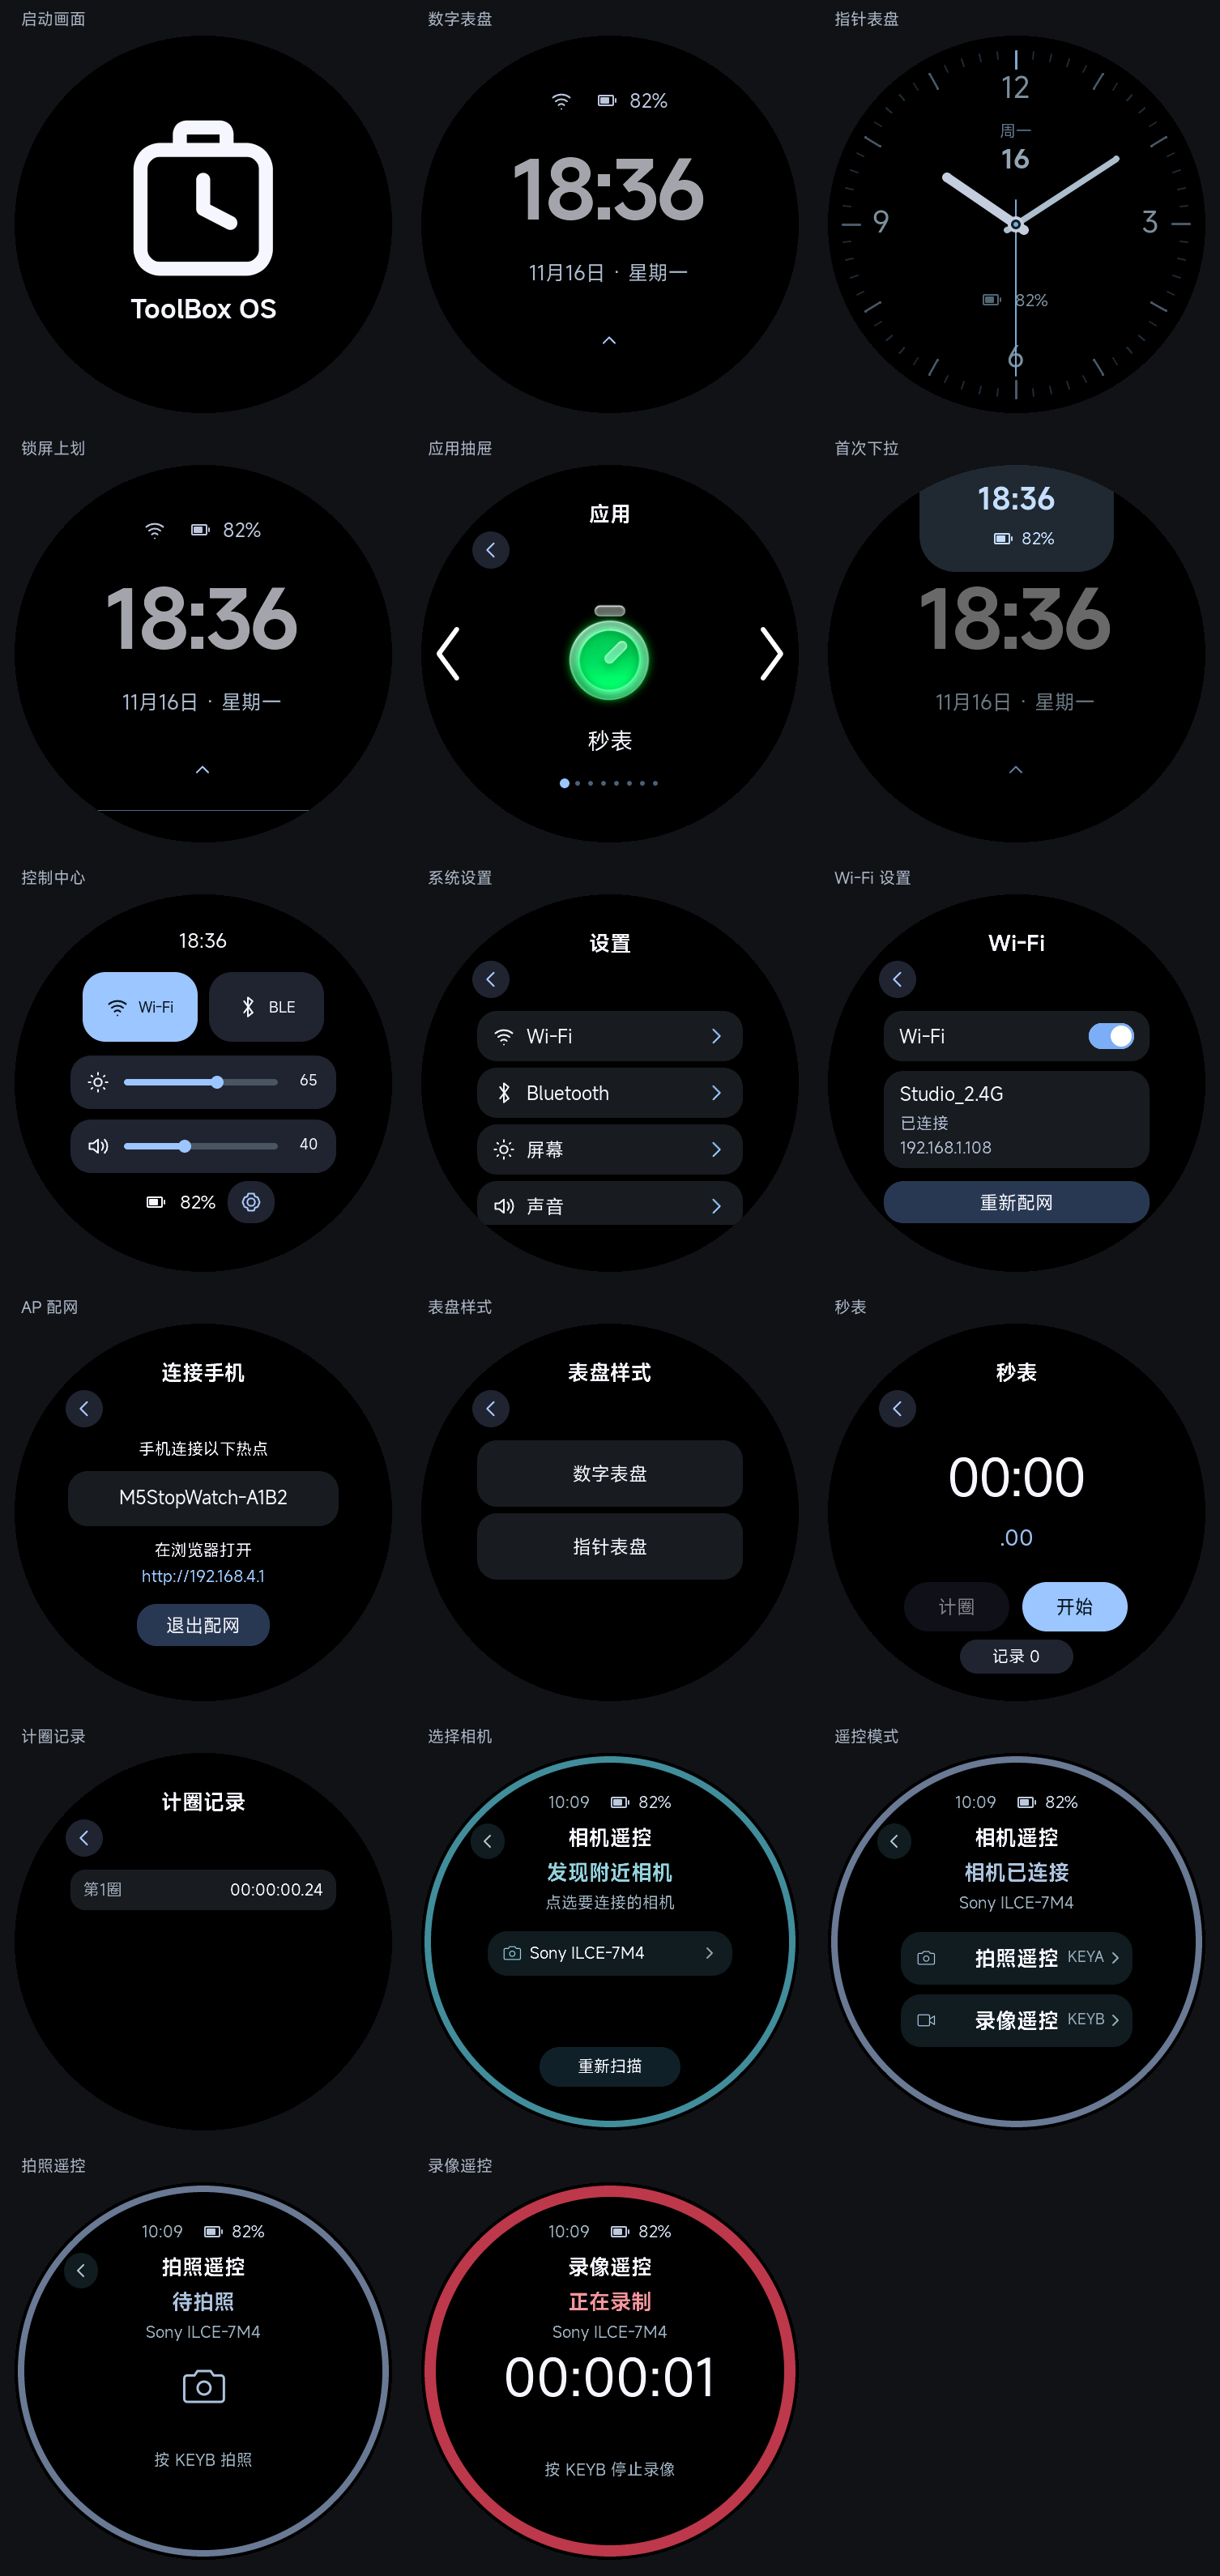 启动画面
数字表盘
指针表盘
ToolBox OS
82%
18:36
11月16日 · 星期一
12
周一
16
9
3
82%
6
锁屏上划
应用抽屉
首次下拉
82%
18:36
11月16日 · 星期一
应用
秒表
18:36
82%
18:36
11月16日 · 星期一
控制中心
系统设置
Wi-Fi 设置
18:36
Wi-Fi
BLE
65
40
82%
设置
Wi-Fi
Bluetooth
屏幕
声音
Wi-Fi
Wi-Fi
Studio_2.4G
已连接
192.168.1.108
重新配网
AP 配网
表盘样式
秒表
连接手机
手机连接以下热点
M5StopWatch-A1B2
在浏览器打开
http://192.168.4.1
退出配网
表盘样式
数字表盘
指针表盘
秒表
00:00
.00
计圈
开始
记录 0
计圈记录
选择相机
遥控模式
计圈记录
第1圈 00:00:00.24
10:09 82%
相机遥控
发现附近相机
点选要连接的相机
Sony ILCE-7M4
重新扫描
10:09 82%
相机遥控
相机已连接
Sony ILCE-7M4
拍照遥控 KEYA
录像遥控 KEYB
拍照遥控
录像遥控
10:09 82%
拍照遥控
待拍照
Sony ILCE-7M4
按 KEYB 拍照
10:09 82%
录像遥控
正在录制
Sony ILCE-7M4
00:00:01
按 KEYB 停止录像